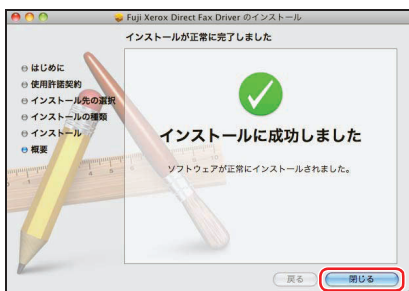 Fuji Xerox Direct Fax Driver のインストール
インストールが正常に完了しました
はじめに
使用許諾契約
インストール先の選択
インストールの種類
インストール
概要
インストールに成功しました
ソフトウェアが正常にインストールされました。
戻る
閉じる